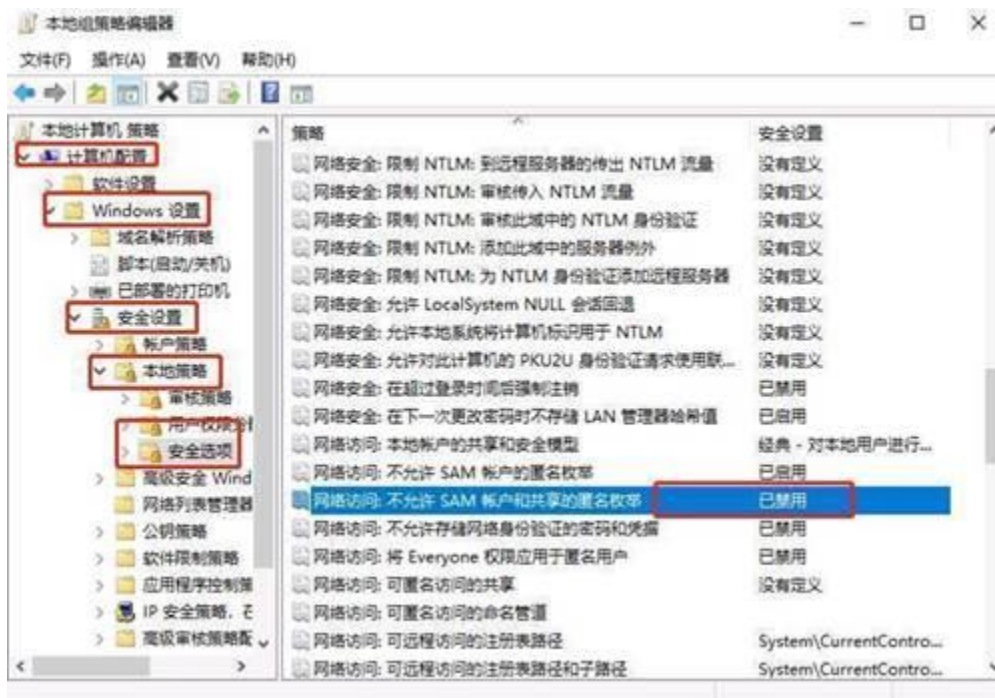 本地组策略编辑器
文件(F) 操作(A) 查看(V) 帮助(H)
本地计算机 策略
计算机配置
软件设置
Windows 设置
域名解析策略
脚本(启动/关机)
已部署的打印机
安全设置
帐户策略
本地策略
审核策略
用户权限分配
安全选项
高级安全 Wind
网络列表管理器
公钥策略
软件限制策略
应用程序控制策
IP 安全策略，在
高级审核策略配
策略 安全设置
网络安全: 限制 NTLM: 到远程服务器的传出 NTLM 流量 没有定义
网络安全: 限制 NTLM: 审核传入 NTLM 流量 没有定义
网络安全: 限制 NTLM: 审核此域中的 NTLM 身份验证 没有定义
网络安全: 限制 NTLM: 添加此域中的服务器例外 没有定义
网络安全: 限制 NTLM: 为 NTLM 身份验证添加远程服务器 没有定义
网络安全: 允许 LocalSystem NULL 会话回退 没有定义
网络安全: 允许本地系统将计算机标识用于 NTLM 没有定义
网络安全: 允许对此计算机的 PKU2U 身份验证请求使用联... 没有定义
网络安全: 在超过登录时间后强制注销 已禁用
网络安全: 在下一次更改密码时不存储 LAN 管理器哈希值 已启用
网络访问: 本地帐户的共享和安全模型 经典 - 对本地用户进行...
网络访问: 不允许 SAM 帐户的匿名枚举 已启用
网络访问: 不允许 SAM 帐户和共享的匿名枚举 已禁用
网络访问: 不允许存储网络身份验证的密码和凭据 已禁用
网络访问: 将 Everyone 权限应用于匿名用户 已禁用
网络访问: 可匿名访问的共享 没有定义
网络访问: 可匿名访问的命名管道
网络访问: 可远程访问的注册表路径 System\CurrentContro...
网络访问: 可远程访问的注册表路径和子路径 System\CurrentContro...